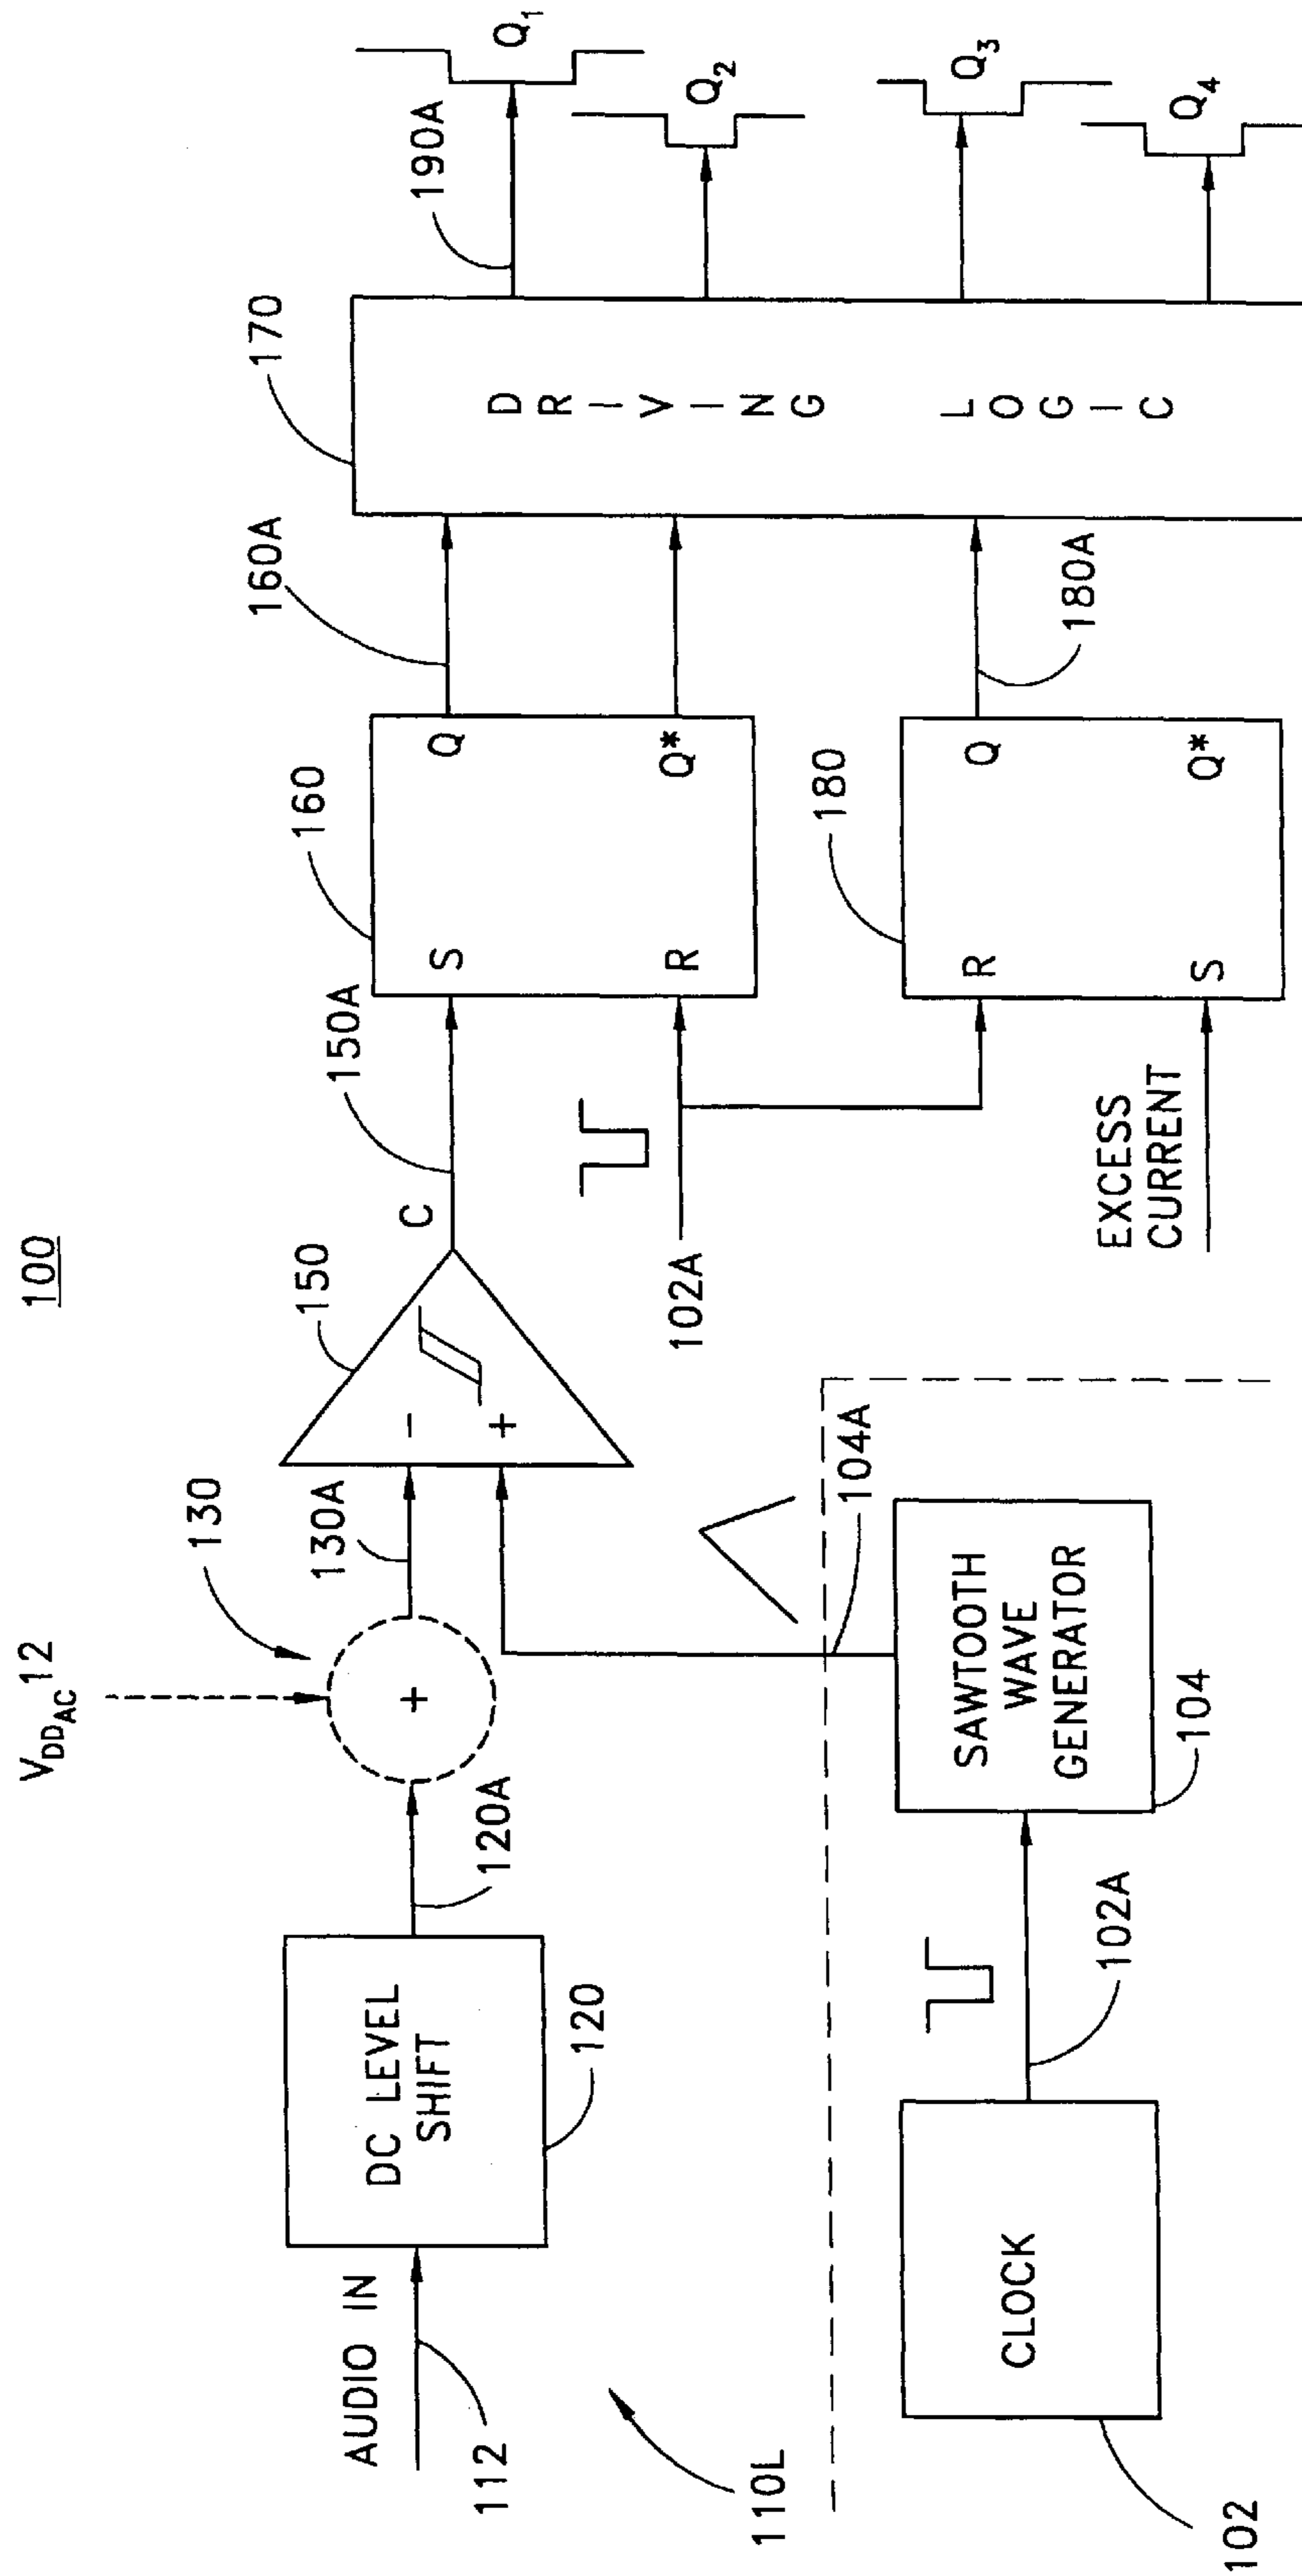 100
V_DD_AC 12
130
AUDIO IN
112
110L
DC LEVEL
SHIFT
120
120A
+
130A
150
-
+
C
150A
160
S
R
Q
Q*
160A
170
DRIVING LOGIC
190A
Q1
Q2
Q3
Q4
102A
180
R
S
Q
Q*
180A
EXCESS
CURRENT
104A
CLOCK
102
102A
SAWTOOTH
WAVE
GENERATOR
104